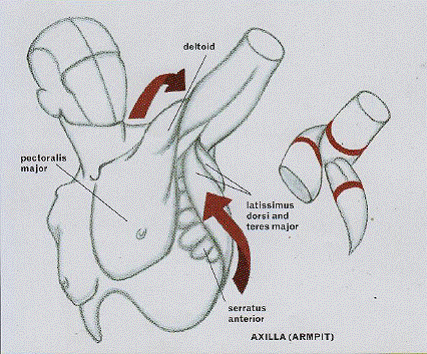 deltoid
pectoralis
major
latissimus
dorsi and
teres major
serratus
anterior
AXILLA (ARMPIT)